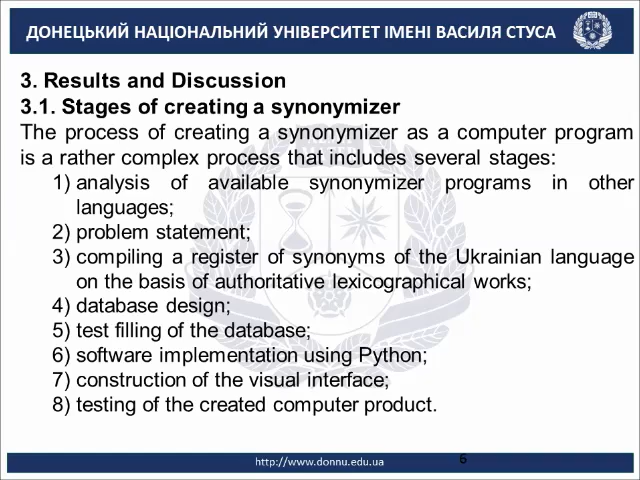 ДОНЕЦЬКИЙ НАЦІОНАЛЬНИЙ УНІВЕРСИТЕТ ІМЕНІ ВАСИЛЯ СТУСА
3. Results and Discussion
3.1. Stages of creating a synonymizer
The process of creating a synonymizer as a computer program
is a rather complex process that includes several stages:
1) analysis of available synonymizer programs in other
languages;
2) problem statement;
3) compiling a register of synonyms of the Ukrainian language
on the basis of authoritative lexicographical works;
4) database design;
5) test filling of the database;
6) software implementation using Python;
7) construction of the visual interface;
8) testing of the created computer product.
http://www.donnu.edu.ua 6